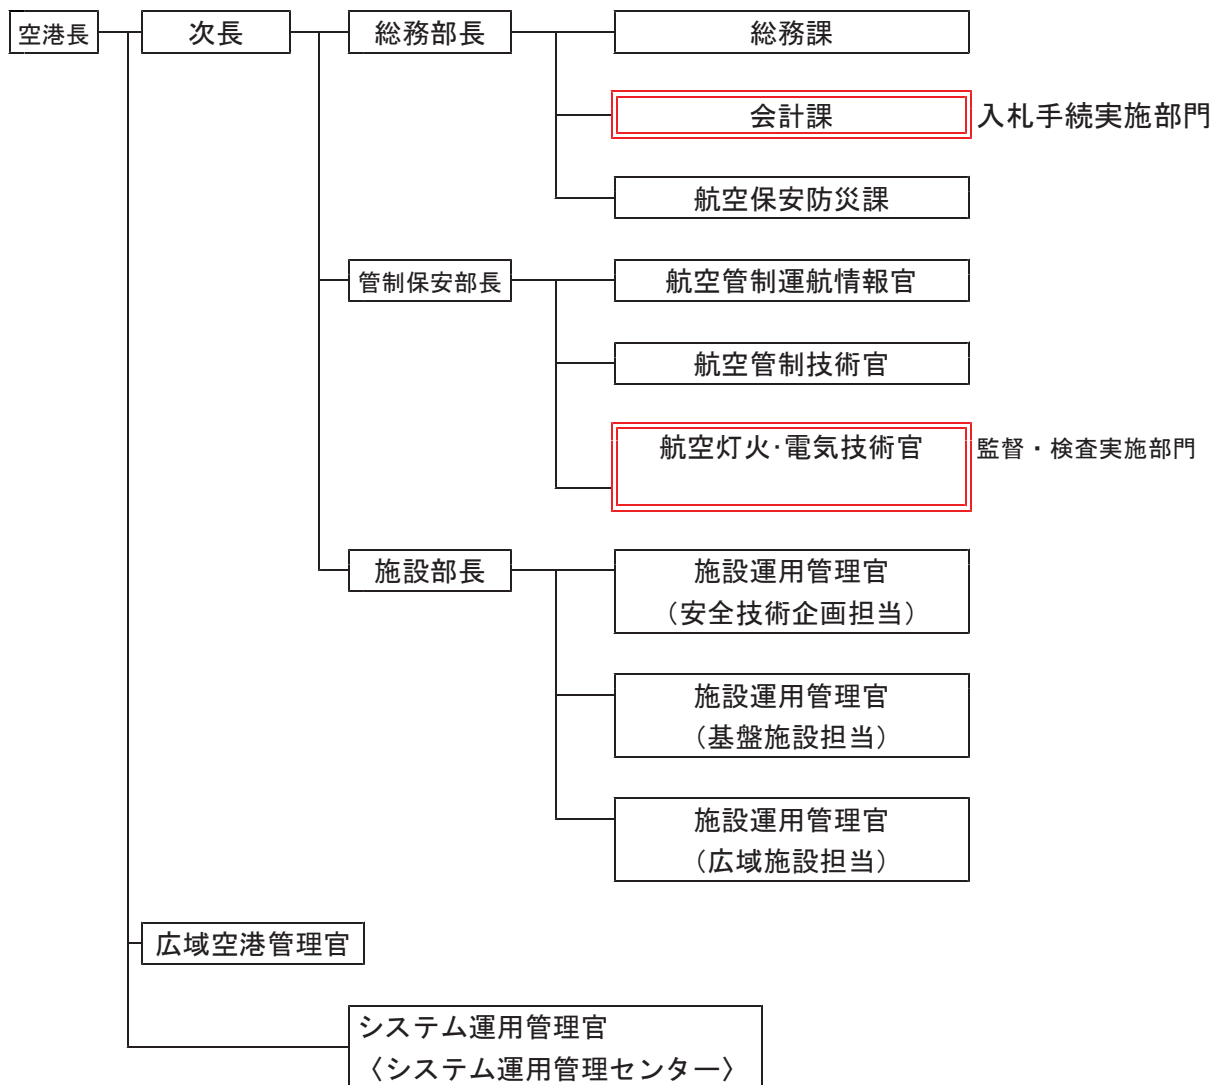 空港長
次長
総務部長
総務課
会計課
入札手続実施部門
航空保安防災課
管制保安部長
航空管制運航情報官
航空管制技術官
航空灯火･電気技術官
監督・検査実施部門
施設部長
施設運用管理官
（安全技術企画担当）
施設運用管理官
（基盤施設担当）
施設運用管理官
（広域施設担当）
広域空港管理官
システム運用管理官
〈システム運用管理センター〉